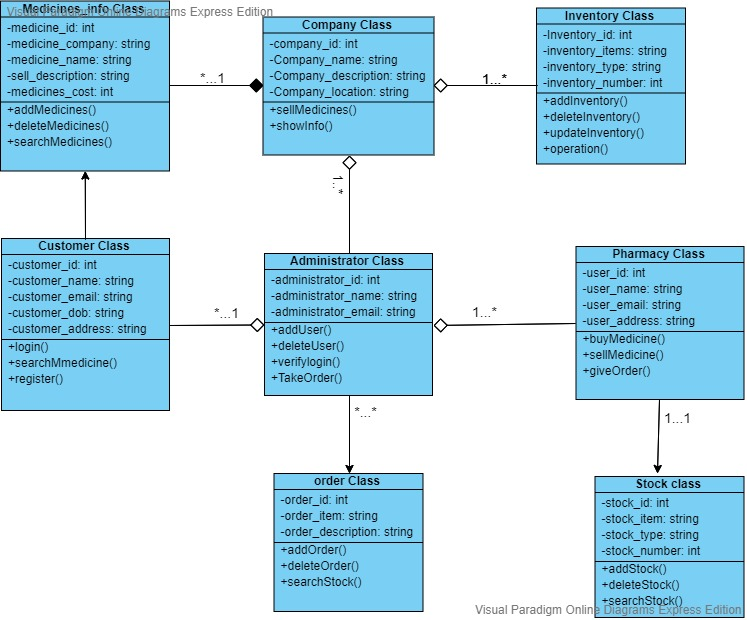 Medicines_info Class
Visual Paradigm Online Diagrams Express Edition
-medicine_id: int
-medicine_company: string
-medicine_name: string
-sell_description: string
-medicines_cost: int
+addMedicines()
+deleteMedicines()
+searchMedicines()
*...1
Company Class
-company_id: int
-Company_name: string
-Company_description: string
-Company_location: string
+sellMedicines()
+showInfo()
1...*
Inventory Class
-Inventory_id: int
-inventory_items: string
-inventory_type: string
-inventory_number: int
+addInventory()
+deleteInventory()
+updateInventory()
+operation()
1...*
Customer Class
-customer_id: int
-customer_name: string
-customer_email: string
-customer_dob: string
-customer_address: string
+login()
+searchMmedicine()
+register()
*...1
Administrator Class
-administrator_id: int
-administrator_name: string
-administrator_email: string
+addUser()
+deleteUser()
+verifylogin()
+TakeOrder()
1...*
Pharmacy Class
-user_id: int
-user_name: string
-user_email: string
-user_address: string
+buyMedicine()
+sellMedicine()
+giveOrder()
*...*
1...1
order Class
-order_id: int
-order_item: string
-order_description: string
+addOrder()
+deleteOrder()
+searchStock()
Stock class
-stock_id: int
-stock_item: string
-stock_type: string
-stock_number: int
+addStock()
+deleteStock()
+searchStock()
Visual Paradigm Online Diagrams Express Edition